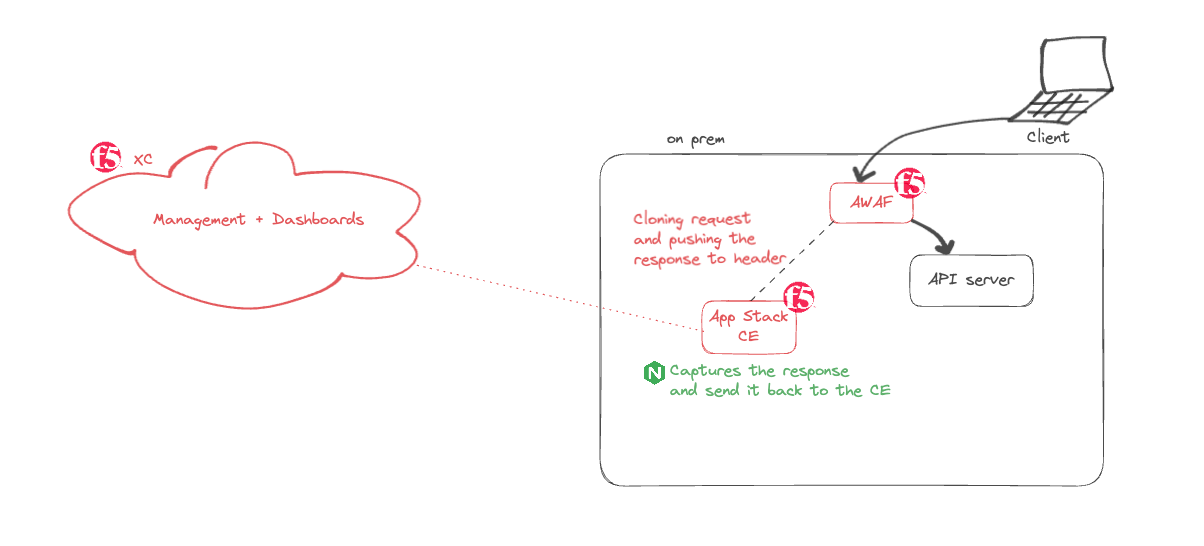 f5 XC
Management + Dashboards
on prem
Client
f5
AWAF
Cloning request
and pushing the
response to header
API server
f5
App Stack
CE
N Captures the response
and send it back to the CE